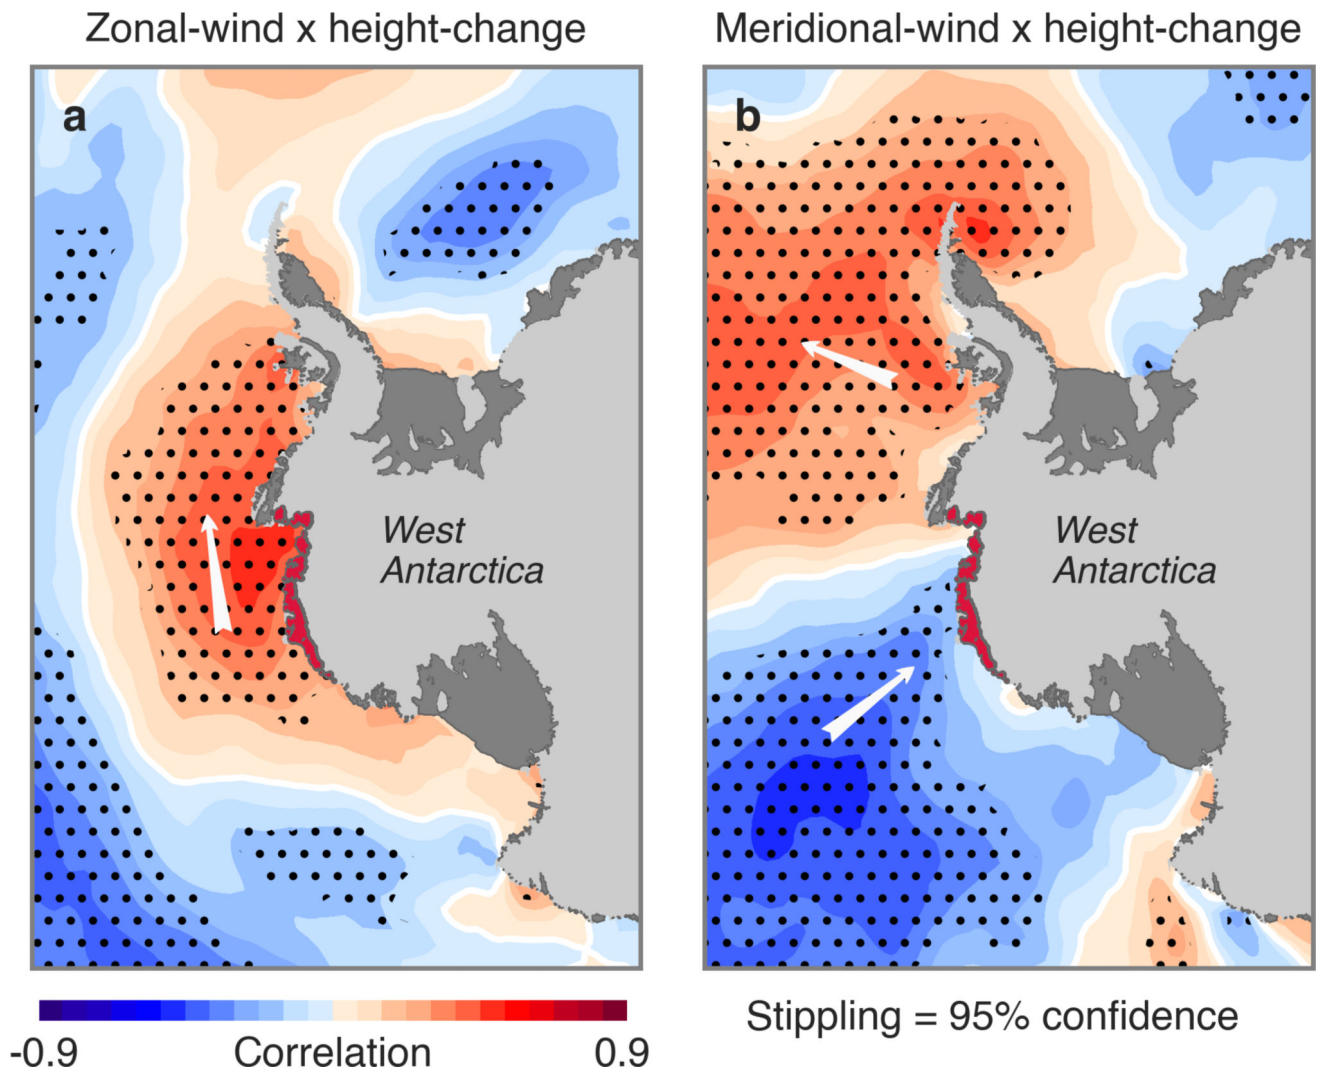 Zonal-wind x height-change
Meridional-wind x height-change
a
b
West
Antarctica
West
Antarctica
-0.9
Correlation
0.9
Stippling = 95% confidence